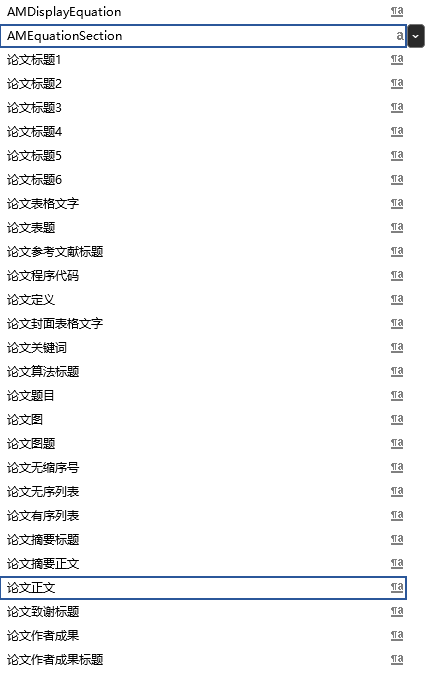 AMDisplayEquation ¶a
AMEquationSection a
论文标题1 ¶a
论文标题2 ¶a
论文标题3 ¶a
论文标题4 ¶a
论文标题5 ¶a
论文标题6 ¶a
论文表格文字 ¶a
论文表题 ¶a
论文参考文献标题 ¶a
论文程序代码 ¶a
论文定义 ¶a
论文封面表格文字 ¶a
论文关键词 ¶a
论文算法标题 ¶a
论文题目 ¶a
论文图 ¶a
论文图题 ¶a
论文无缩序号 ¶a
论文无序列表 ¶a
论文有序列表 ¶a
论文摘要标题 ¶a
论文摘要正文 ¶a
论文正文 ¶a
论文致谢标题 ¶a
论文作者成果 ¶a
论文作者成果标题 ¶a